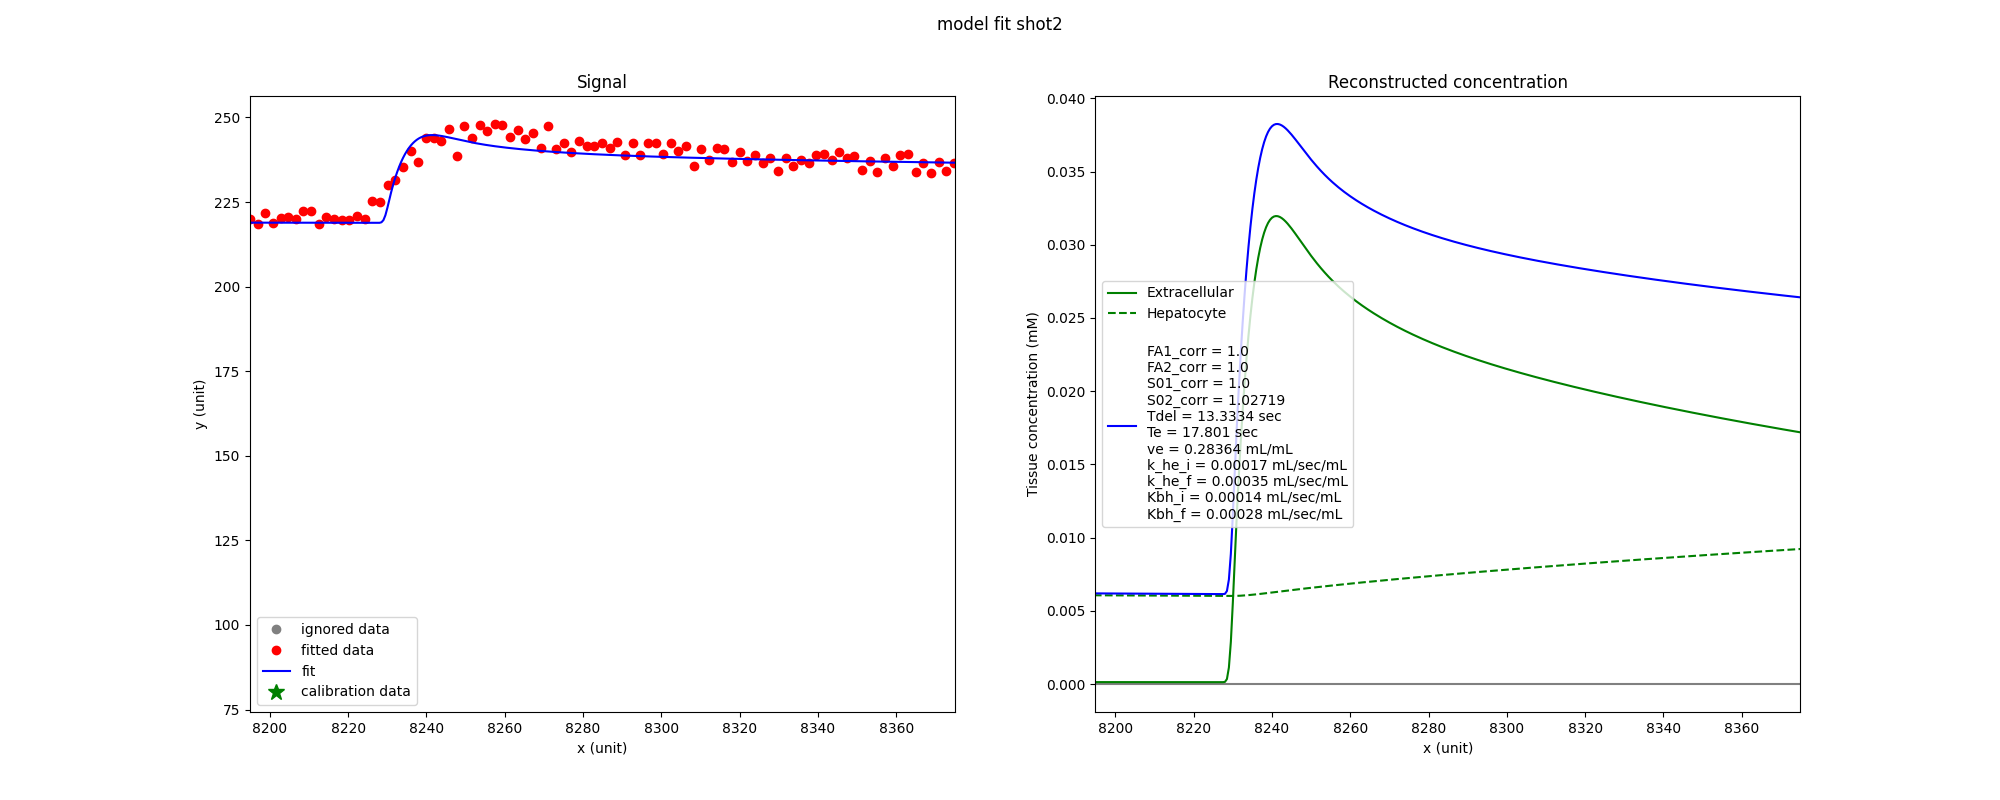 model fit shot2
Signal
y (unit)
250
225
200
175
150
125
100
75
8200 8220 8240 8260 8280 8300 8320 8340 8360
x (unit)
ignored data
fitted data
fit
calibration data
Reconstructed concentration
Tissue concentration (mM)
0.040
0.035
0.030
0.025
0.020
0.015
0.010
0.005
0.000
8200 8220 8240 8260 8280 8300 8320 8340 8360
x (unit)
Extracellular
Hepatocyte
FA1_corr = 1.0
FA2_corr = 1.0
S01_corr = 1.0
S02_corr = 1.02719
Tdel = 13.3334 sec
Te = 17.801 sec
ve = 0.28364 mL/mL
k_he_i = 0.00017 mL/sec/mL
k_he_f = 0.00035 mL/sec/mL
Kbh_i = 0.00014 mL/sec/mL
Kbh_f = 0.00028 mL/sec/mL